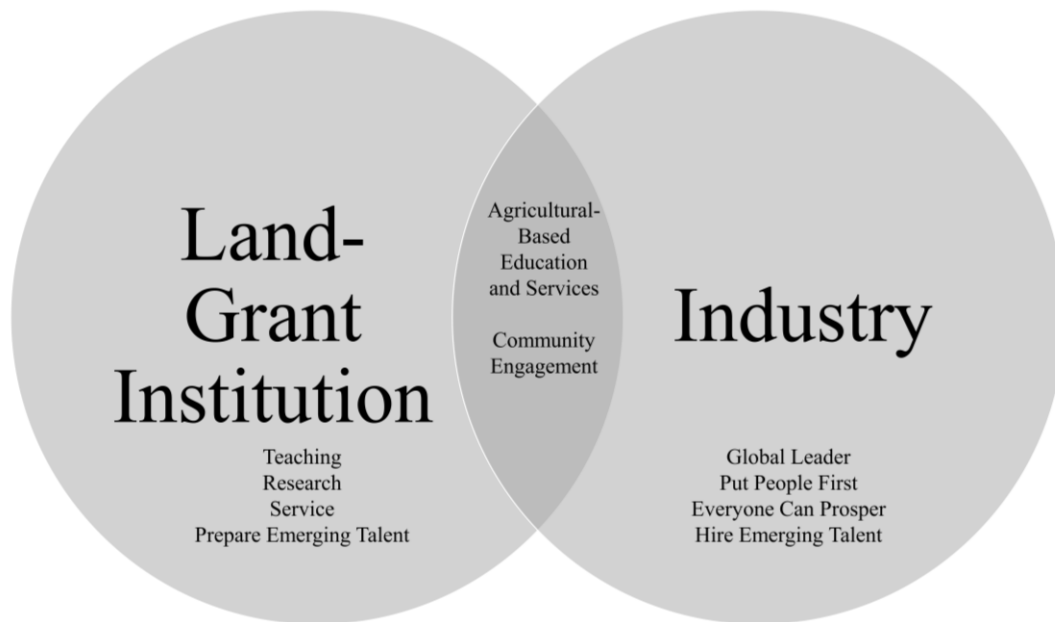 Land-
Grant
Institution
Teaching
Research
Service
Prepare Emerging Talent
Agricultural-
Based
Education
and Services
Community
Engagement
Industry
Global Leader
Put People First
Everyone Can Prosper
Hire Emerging Talent